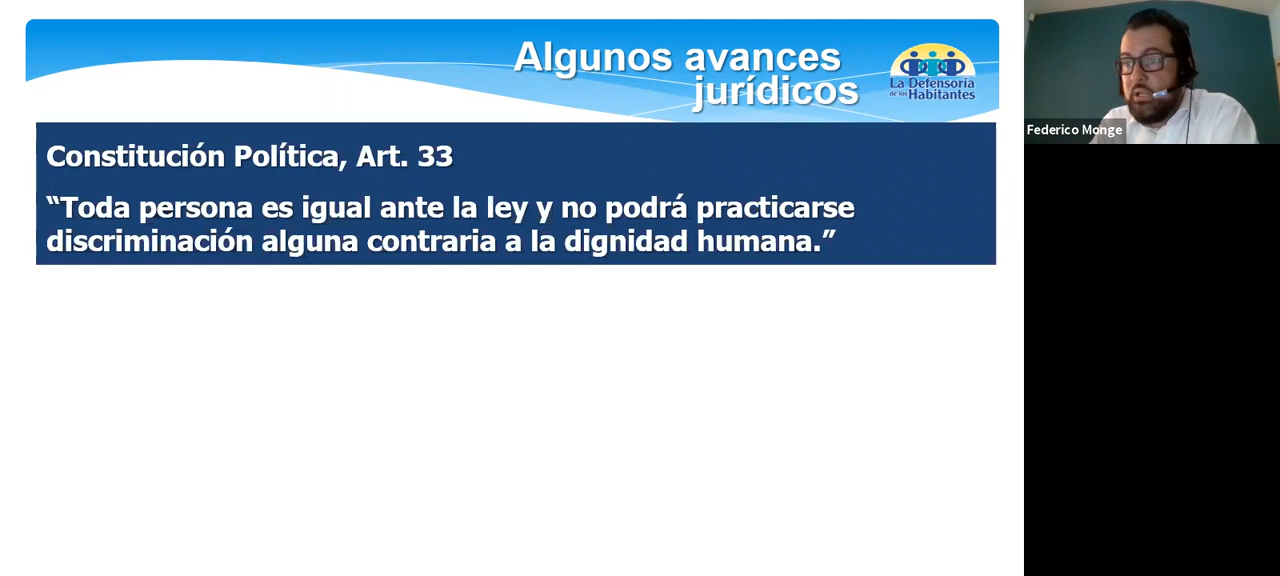 Algunos avances
jurídicos
La Defensoría
de los Habitantes
Federico Monge
Constitución Política, Art. 33
“Toda persona es igual ante la ley y no podrá practicarse
discriminación alguna contraria a la dignidad humana.”